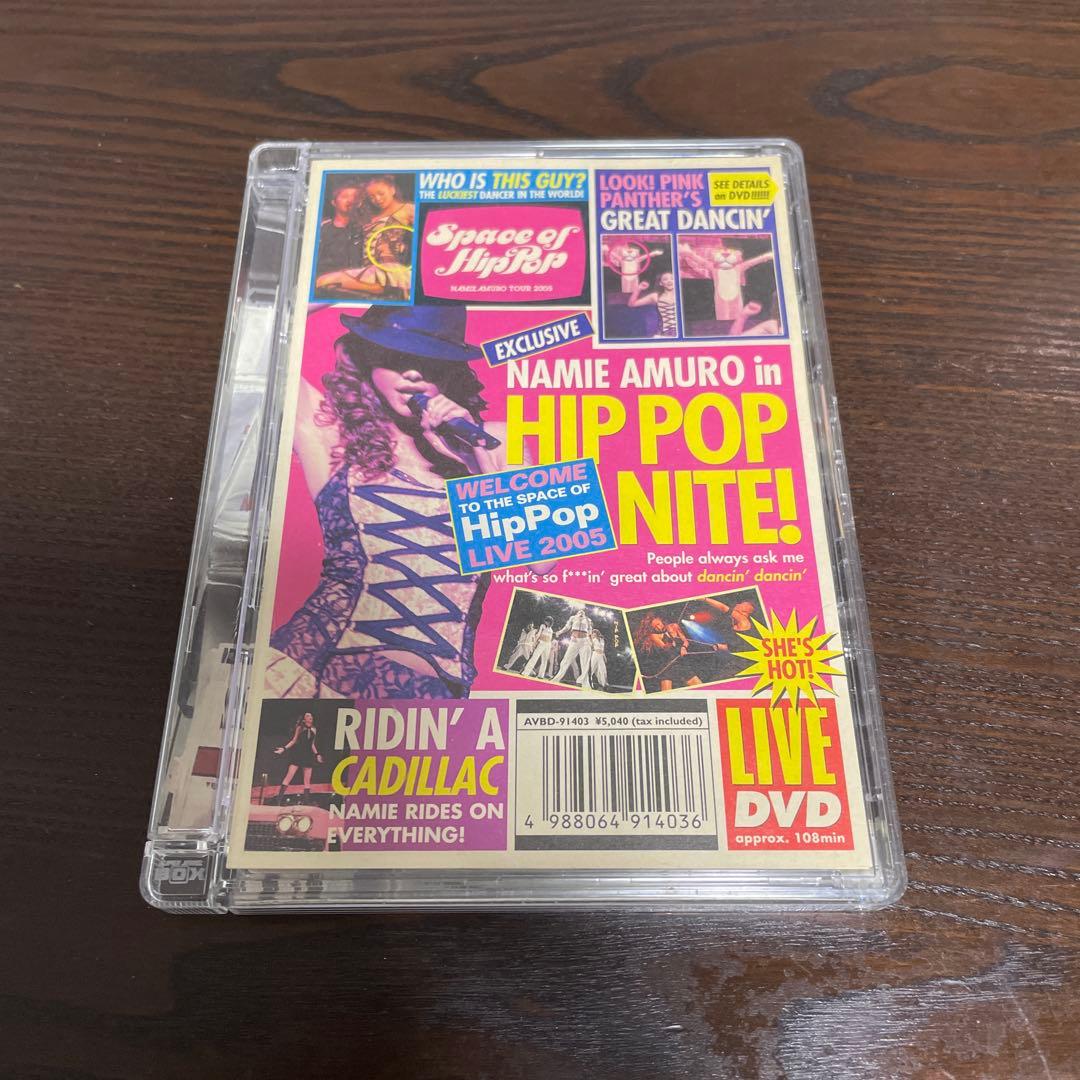 WHO IS THIS GUY?
THE LUCKIEST DANCER IN THE WORLD!
Space of
HipPop
NAMIE AMURO TOUR 2005
LOOK! PINK
PANTHER'S
GREAT DANCIN'
SEE DETAILS
on DVD!!!!!!
EXCLUSIVE
NAMIE AMURO in
HIP POP
NITE!
WELCOME
TO THE SPACE OF
HipPop
LIVE 2005
People always ask me
what's so f***in' great about dancin' dancin'
SHE'S
HOT!
RIDIN' A
CADILLAC
NAMIE RIDES ON
EVERYTHING!
AVBD-91403 ¥5,040 (tax included)
4 988064 914036
LIVE
DVD
approx. 108min